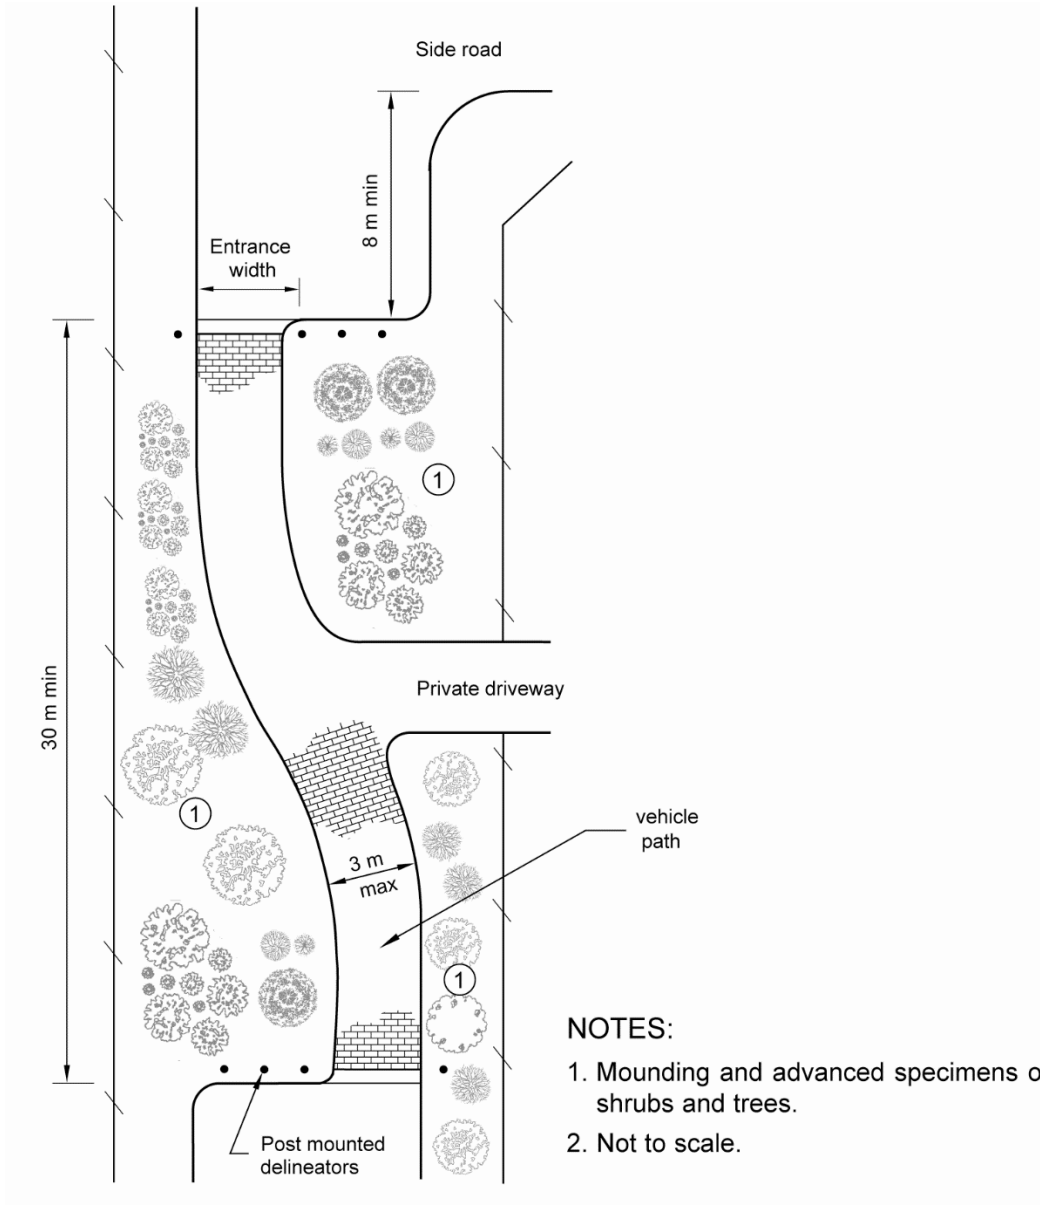 Side road
8 m min
Entrance
width
1
Private driveway
30 m min
1
vehicle
path
3 m
max
1
NOTES:
1. Mounding and advanced specimens o
shrubs and trees.
2. Not to scale.
Post mounted
delineators